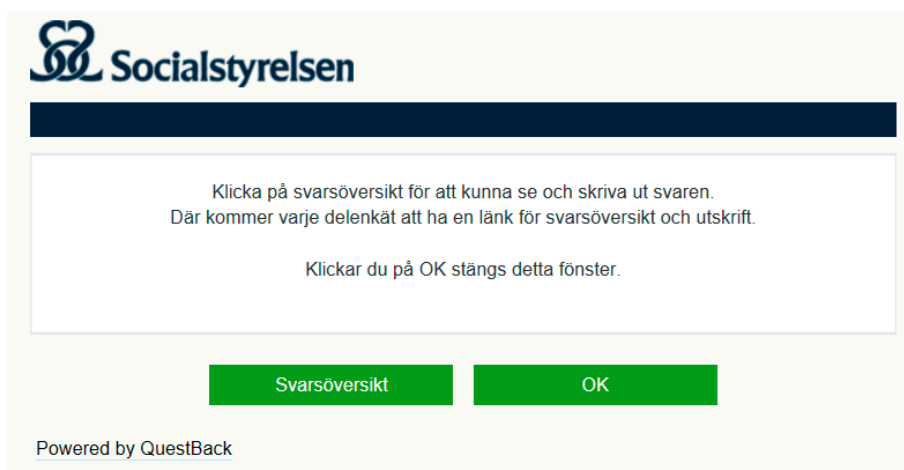 Socialstyrelsen
Klicka på svarsöversikt för att kunna se och skriva ut svaren.
Där kommer varje delenkät att ha en länk för svarsöversikt och utskrift.
Klickar du på OK stängs detta fönster.
Svarsöversikt OK
Powered by QuestBack